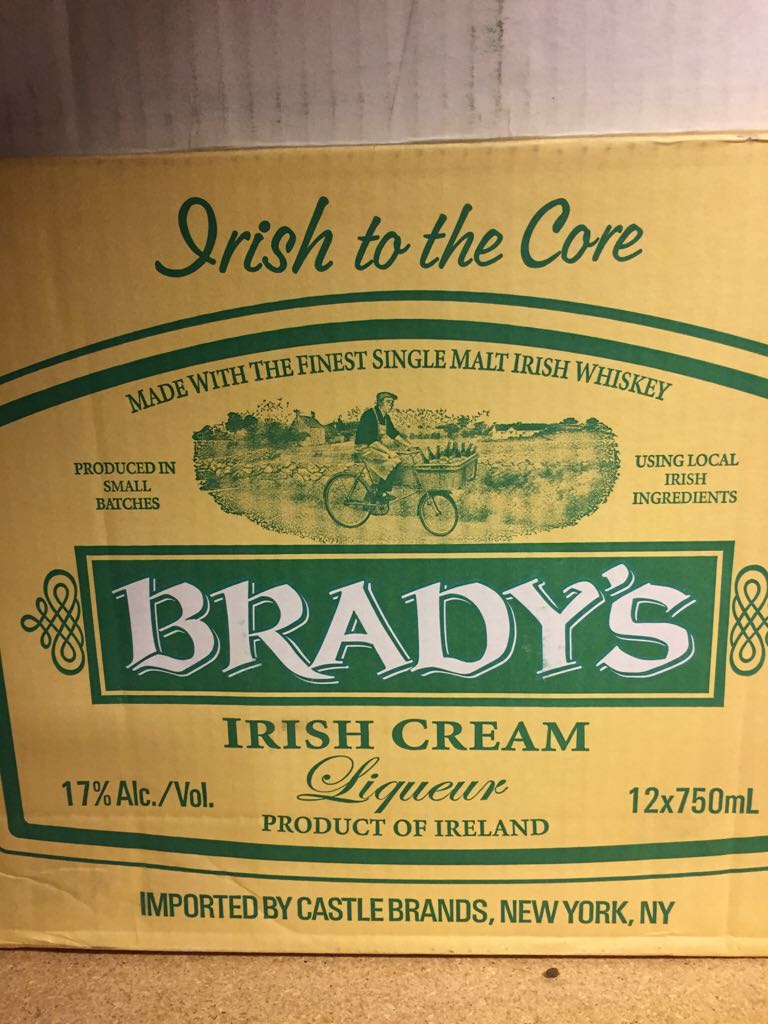 Irish to the Core
MADE WITH THE FINEST SINGLE MALT IRISH WHISKEY
PRODUCED IN
SMALL
BATCHES
USING LOCAL
IRISH
INGREDIENTS
BRADY'S
IRISH CREAM
Liqueur
17% Alc./Vol.
12x750mL
PRODUCT OF IRELAND
IMPORTED BY CASTLE BRANDS, NEW YORK, NY